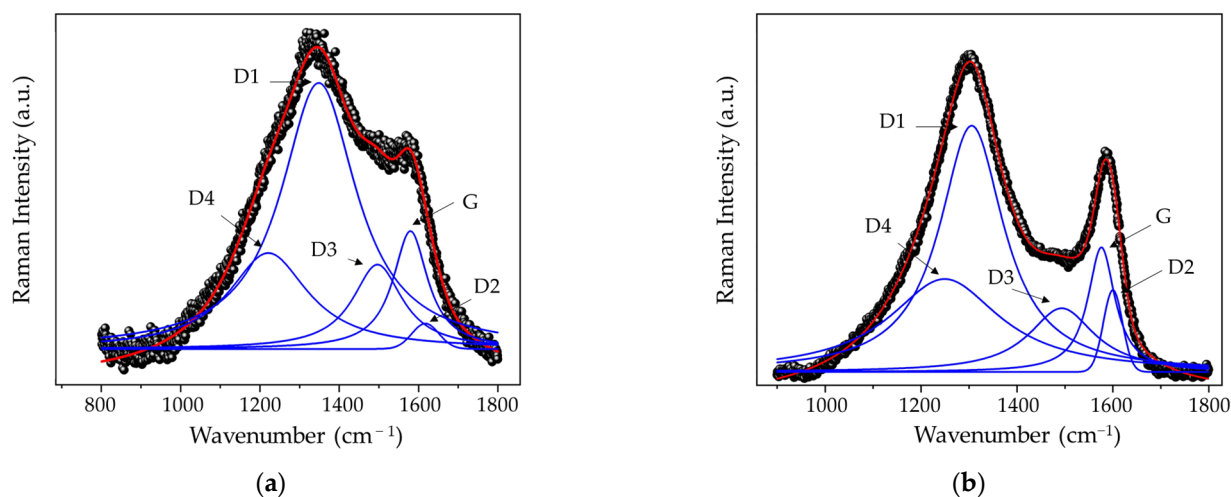 Raman Intensity (a.u.)
D1
D4
D3
G
D2
800 1000 1200 1400 1600 1800
Wavenumber (cm⁻¹)
(a)
Raman Intensity (a.u.)
D1
D4
D3
G
D2
1000 1200 1400 1600 1800
Wavenumber (cm⁻¹)
(b)